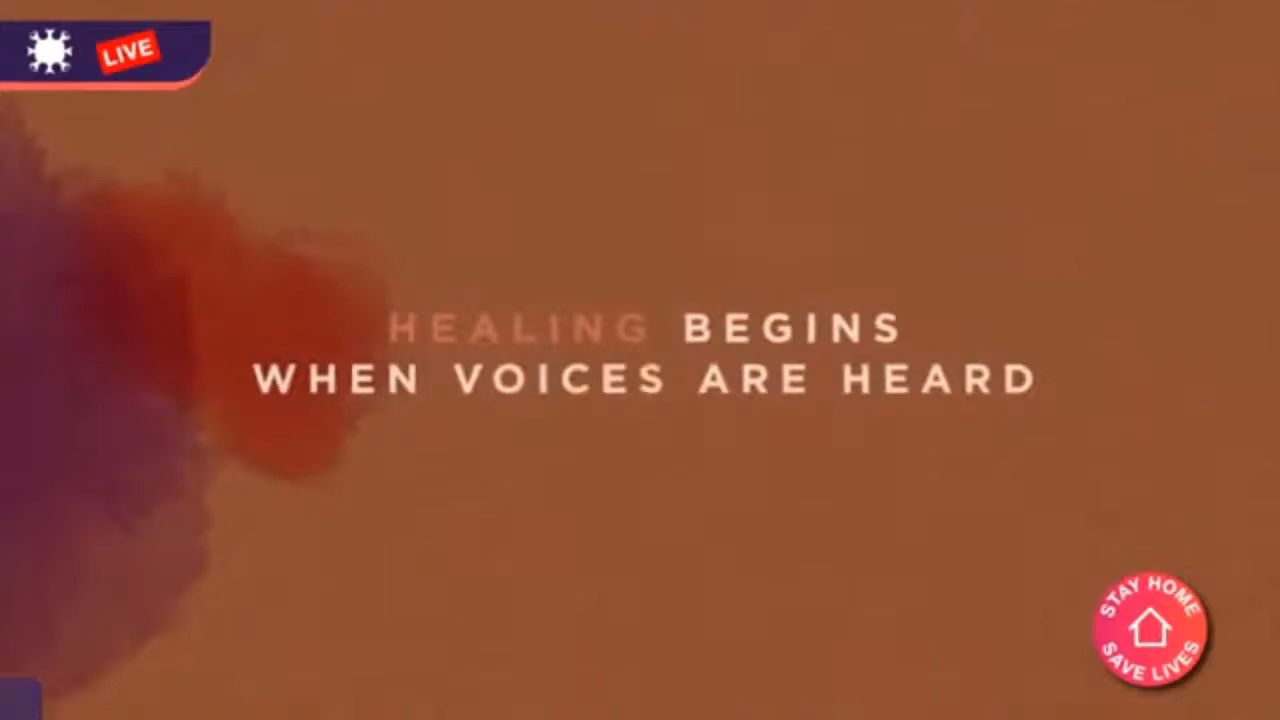 LIVE
HEALING BEGINS
WHEN VOICES ARE HEARD
STAY HOME
SAVE LIVES